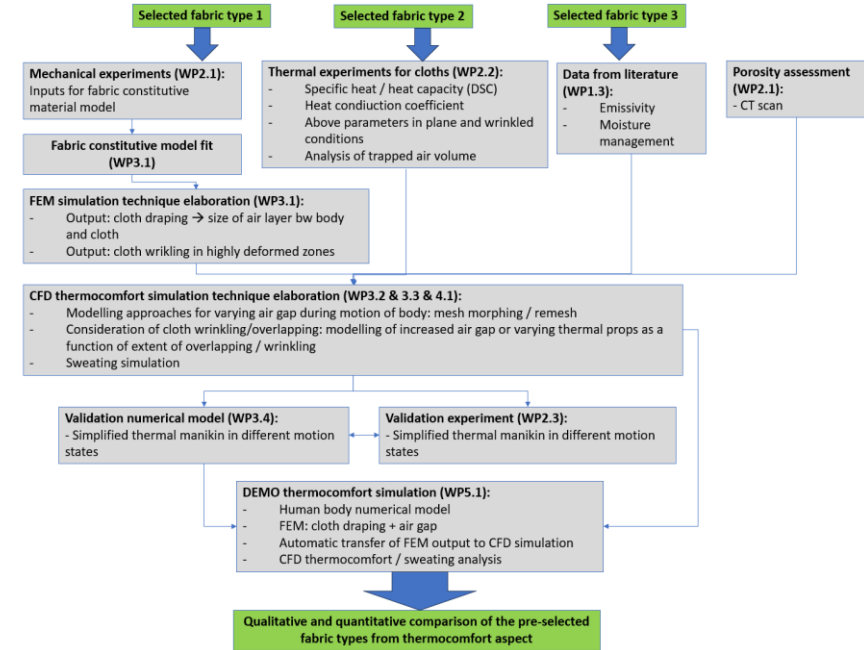 Selected fabric type 1
Selected fabric type 2
Selected fabric type 3
Mechanical experiments (WP2.1):
Inputs for fabric constitutive
material model
Thermal experiments for cloths (WP2.2):
- Specific heat / heat capacity (DSC)
- Heat conduiction coefficient
- Above parameters in plane and wrinkled
conditions
- Analysis of trapped air volume
Data from literature
(WP1.3):
- Emissivity
- Moisture
management
Porosity assessment
(WP2.1):
- CT scan
Fabric constitutive model fit
(WP3.1)
FEM simulation technique elaboration (WP3.1):
- Output: cloth draping → size of air layer bw body
and cloth
- Output: cloth wrikling in highly deformed zones
CFD thermocomfort simulation technique elaboration (WP3.2 & 3.3 & 4.1):
- Modelling approaches for varying air gap during motion of body: mesh morphing / remesh
- Consideration of cloth wrinkling/overlapping: modelling of increased air gap or varying thermal props as a
function of extent of overlapping / wrinkling
- Sweating simulation
Validation numerical model (WP3.4):
- Simplified thermal manikin in different motion
states
Validation experiment (WP2.3):
- Simplified thermal manikin in different motion
states
DEMO thermocomfort simulation (WP5.1):
- Human body numerical model
- FEM: cloth draping + air gap
- Automatic transfer of FEM output to CFD simulation
- CFD thermocomfort / sweating analysis
Qualitative and quantitative comparison of the pre-selected
fabric types from thermocomfort aspect